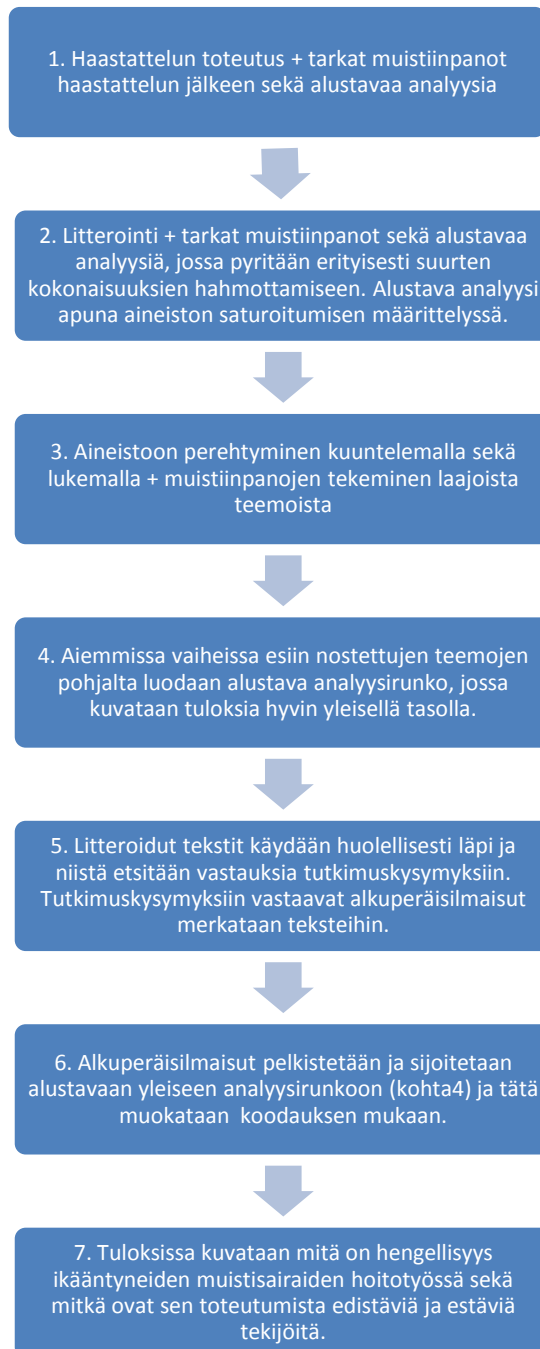 1. Haastattelun toteutus + tarkat muistiinpanot
haastattelun jälkeen sekä alustavaa analyysia
2. Litterointi + tarkat muistiinpanot sekä alustavaa
analyysiä, jossa pyritään erityisesti suurten
kokonaisuuksien hahmottamiseen. Alustava analyysi
apuna aineiston saturoitumisen määrittelyssä.
3. Aineistoon perehtyminen kuuntelemalla sekä
lukemalla + muistiinpanojen tekeminen laajoista
teemoista
4. Aiemmissa vaiheissa esiin nostettujen teemojen
pohjalta luodaan alustava analyysirunko, jossa
kuvataan tuloksia hyvin yleisellä tasolla.
5. Litteroidut tekstit käydään huolellisesti läpi ja
niistä etsitään vastauksia tutkimuskysymyksiin.
Tutkimuskysymyksiin vastaavat alkuperäisilmaisut
merkataan teksteihin.
6. Alkuperäisilmaisut pelkistetään ja sijoitetaan
alustavaan yleiseen analyysirunkoon (kohta4) ja tätä
muokataan koodauksen mukaan.
7. Tuloksissa kuvataan mitä on hengellisyys
ikääntyneiden muistisairaiden hoitotyössä sekä
mitkä ovat sen toteutumista edistäviä ja estäviä
tekijöitä.